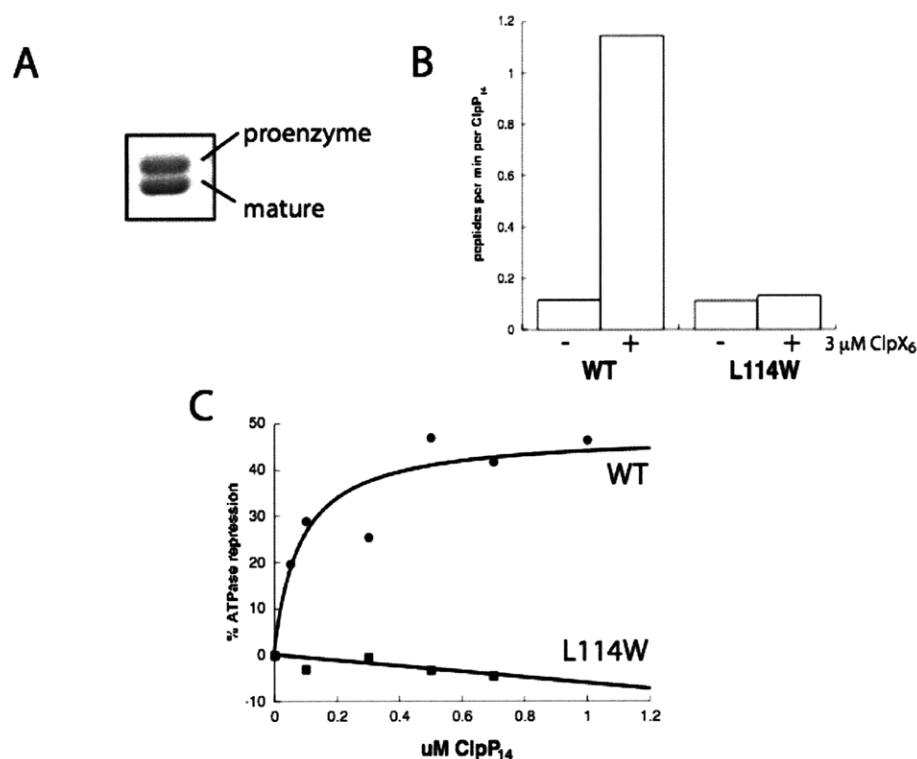 A
proenzyme
mature
B
peptides per min per ClpP14
1.2
1
0.8
0.6
0.4
0.2
0
- + - + 3 μM ClpX6
WT L114W
C
% ATPase repression
50
40
30
20
10
0
-10
WT
L114W
0 0.2 0.4 0.6 0.8 1 1.2
uM ClpP14